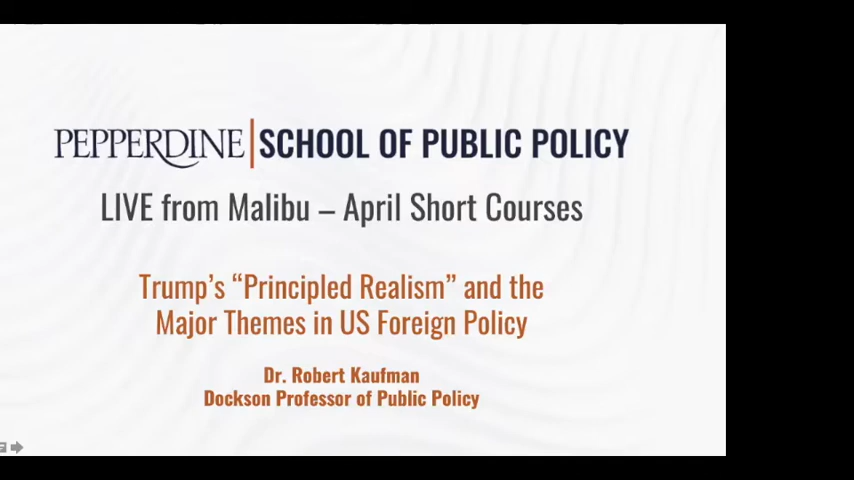 PEPPERDINE | SCHOOL OF PUBLIC POLICY
LIVE from Malibu – April Short Courses
Trump's “Principled Realism” and the
Major Themes in US Foreign Policy
Dr. Robert Kaufman
Dockson Professor of Public Policy